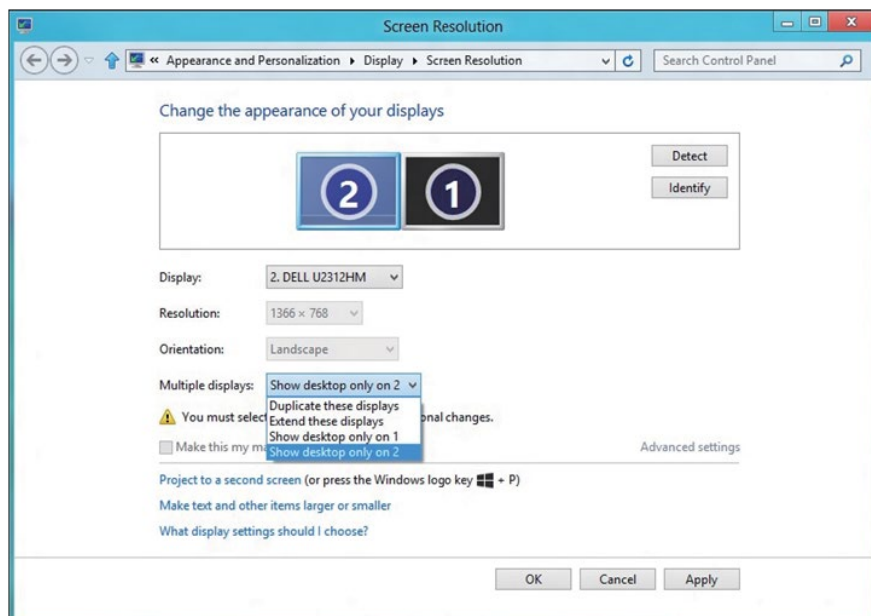 Screen Resolution
« Appearance and Personalization Display Screen Resolution
Search Control Panel
Change the appearance of your displays
2
1
Detect
Identify
Display: 2. DELL U2312HM
Resolution: 1366 × 768
Orientation: Landscape
Multiple displays: Show desktop only on 2
Duplicate these displays
Extend these displays
Show desktop only on 1
Show desktop only on 2
You must selec onal changes.
Make this my m
Advanced settings
Project to a second screen (or press the Windows logo key + P)
Make text and other items larger or smaller
What display settings should I choose?
OK
Cancel
Apply